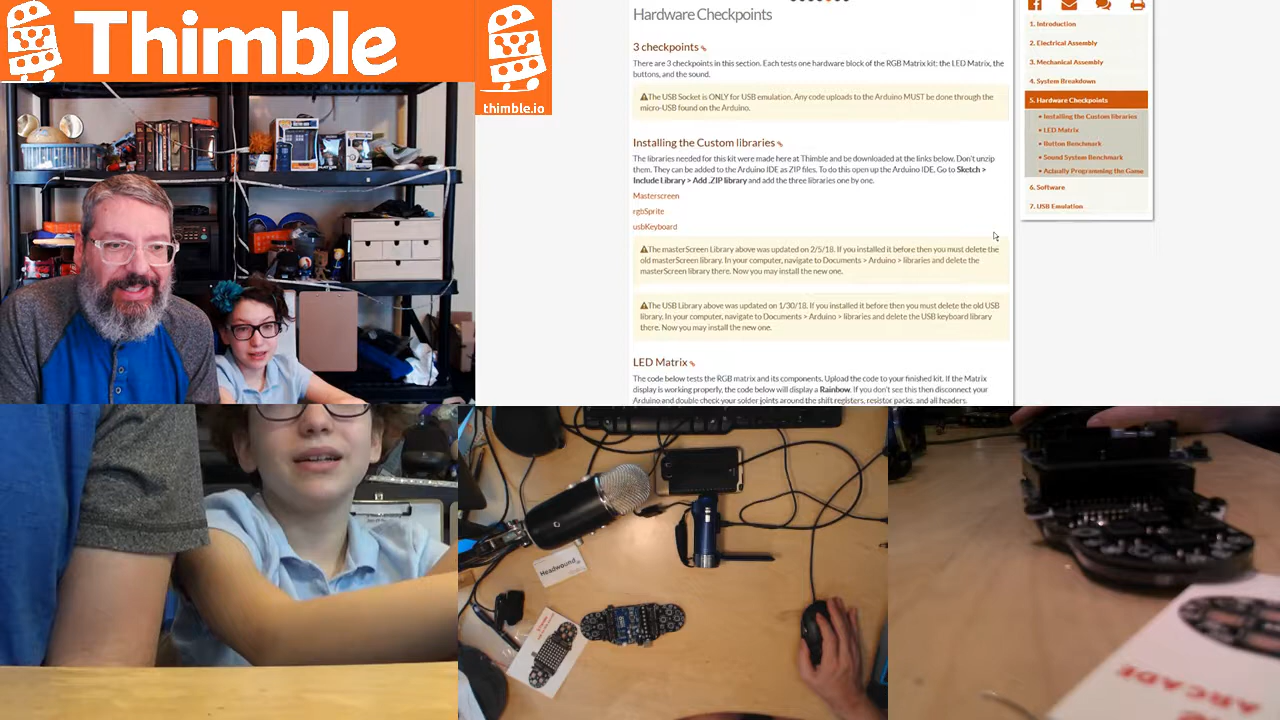 Thimble
thimble.io
Hardware Checkpoints
3 checkpoints
There are 3 checkpoints in this section. Each tests one hardware block of the RGB Matrix kit: the LED Matrix, the
buttons, and the sound.
The USB Socket is ONLY for USB emulation. Any code uploads to the Arduino MUST be done through the
micro-USB found on the Arduino.
Installing the Custom libraries
The libraries needed for this kit were made here at Thimble and be downloaded at the links below. Don't unzip
them. They can be added to the Arduino IDE as ZIP files. To do this open up the Arduino IDE, Go to Sketch >
Include Library > Add .ZIP library and add the three libraries one by one.
Masterscreen
rgbSprite
usbKeyboard
The masterScreen Library above was updated on 2/5/18. If you installed it before then you must delete the
old masterScreen library. In your computer, navigate to Documents > Arduino > libraries and delete the
masterScreen library there. Now you may install the new one.
The USB Library above was updated on 1/30/18. If you installed it before then you must delete the old USB
library. In your computer, navigate to Documents > Arduino > libraries and delete the USB keyboard library
there. Now you may install the new one.
LED Matrix
The code below tests the RGB matrix and its components. Upload the code to your finished kit. If the Matrix
display is working properly, the code below will display a Rainbow. If you don't see this then disconnect your
Arduino and double check your solder joints around the shift registers, resistor packs, and all headers.
1. Introduction
2. Electrical Assembly
3. Mechanical Assembly
4. System Breakdown
5. Hardware Checkpoints
• Installing the Custom libraries
• LED Matrix
• Button Benchmark
• Sound System Benchmark
• Actually Programming the Game
6. Software
7. USB Emulation
Headwound
ARCADE